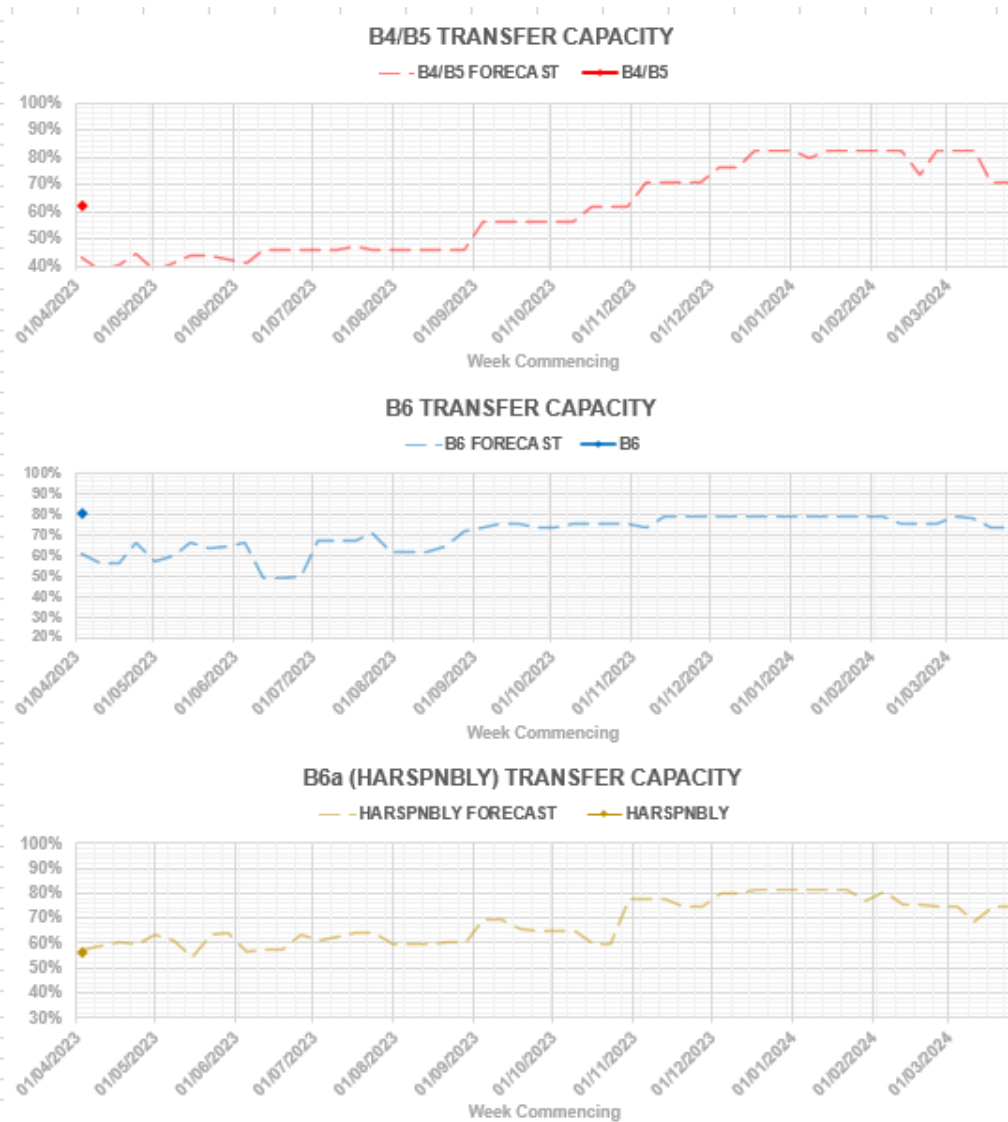 B4/B5 TRANSFER CAPACITY
B4/B5 FORECAST B4/B5
100%
90%
80%
70%
60%
50%
40%
01/04/2023 01/05/2023 01/06/2023 01/07/2023 01/08/2023 01/09/2023 01/10/2023 01/11/2023 01/12/2023 01/01/2024 01/02/2024 01/03/2024
Week Commencing
B6 TRANSFER CAPACITY
B6 FORECAST B6
100%
90%
80%
70%
60%
50%
40%
30%
20%
01/04/2023 01/05/2023 01/06/2023 01/07/2023 01/08/2023 01/09/2023 01/10/2023 01/11/2023 01/12/2023 01/01/2024 01/02/2024 01/03/2024
Week Commencing
B6a (HARSPNBLY) TRANSFER CAPACITY
HARSPNBLY FORECAST HARSPNBLY
100%
90%
80%
70%
60%
50%
40%
30%
01/04/2023 01/05/2023 01/06/2023 01/07/2023 01/08/2023 01/09/2023 01/10/2023 01/11/2023 01/12/2023 01/01/2024 01/02/2024 01/03/2024
Week Commencing